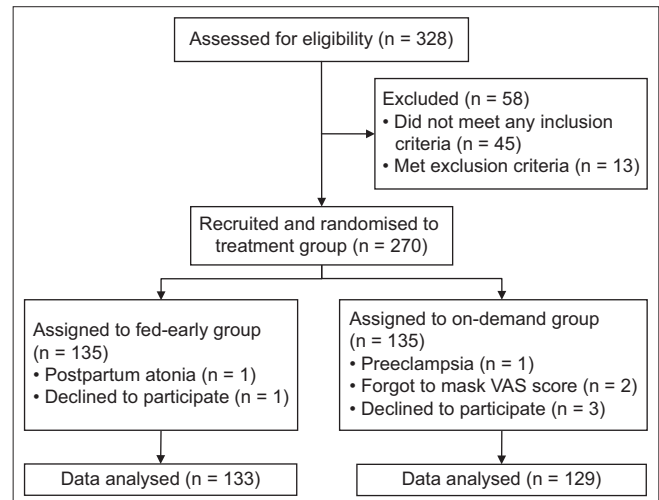 Assessed for eligibility (n = 328)
Excluded (n = 58)
• Did not meet any inclusion
criteria (n = 45)
• Met exclusion criteria (n = 13)
Recruited and randomised to
treatment group (n = 270)
Assigned to fed-early group
(n = 135)
• Postpartum atonia (n = 1)
• Declined to participate (n = 1)
Assigned to on-demand group
(n = 135)
• Preeclampsia (n = 1)
• Forgot to mask VAS score (n = 2)
• Declined to participate (n = 3)
Data analysed (n = 133)
Data analysed (n = 129)